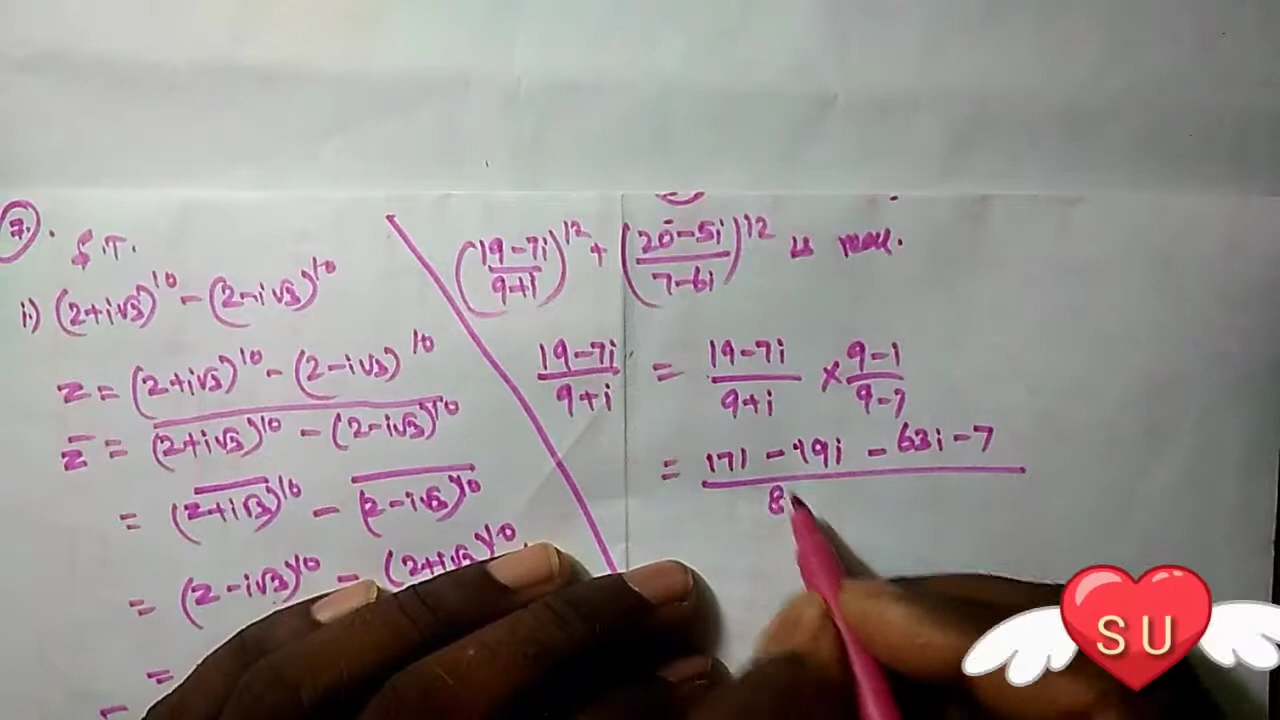 7.
S.T.
i.) (2+i√3)^10 - (2-i√3)^10
z = (2+i√3)^10 - (2-i√3)^10
z̄ = (2+i√3)^10 - (2-i√3)^10
= (2+i√3)^10 - (2-i√3)^10
= (2-i√3)^10 - (2+i√3)^10
=
((19-7i)/(9+i))^12 + ((20-5i)/(7-6i))^12 is
(19-7i)/(9+i) = (19-7i)/(9+i) × (9-i)/(9-i)
= (171 - 19i - 63i - 7)/8
SU